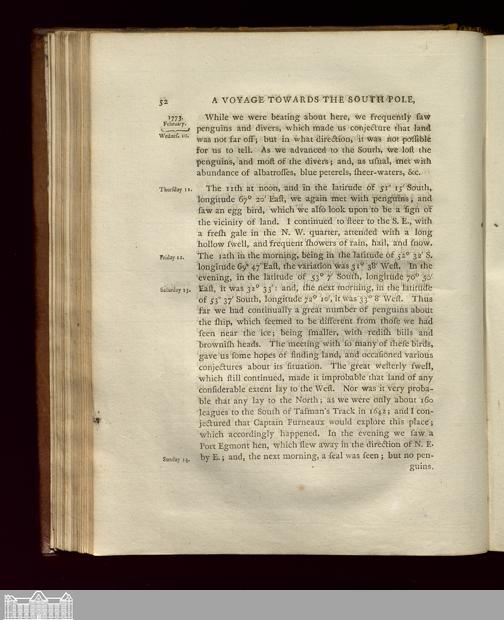 52 A VOYAGE TOWARDS THE SOUTH POLE,
1773.
February.
Wednes. 10.
While we were beating about here, we frequently ſaw
penguins and divers, which made us conjecture that land
was not far off; but in what direction, it was not poſſible
for us to tell. As we advanced to the South, we loſt the
penguins, and moſt of the divers; and, as uſual, met with
abundance of albatroſſes, blue peterels, ſheer-waters, &c.
Thurſday 11.
The 11th at noon, and in the latitude of 51° 15′ South,
longitude 67° 20′ Eaſt, we again met with penguins; and
ſaw an egg bird, which we alſo look upon to be a ſign of
the vicinity of land. I continued to ſteer to the S. E., with
a freſh gale in the N. W. quarter, attended with a long
hollow ſwell, and frequent ſhowers of rain, hail, and ſnow.
Friday 12.
The 12th in the morning, being in the latitude of 52° 32′ S.
longitude 69° 47′ Eaſt, the variation was 31° 38′ Weſt. In the
evening, in the latitude of 53° 7′ South, longitude 70° 50′
Saturday 13.
Eaſt, it was 32° 33′: and, the next morning, in the latitude
of 53° 37′ South, longitude 72° 10′, it was 33° 8′ Weſt. Thus
far we had continually a great number of penguins about
the ſhip, which ſeemed to be different from thoſe we had
ſeen near the ice; being ſmaller, with rediſh bills and
browniſh heads. The meeting with ſo many of theſe birds,
gave us ſome hopes of finding land, and occaſioned various
conjectures about its ſituation. The great weſterly ſwell,
which ſtill continued, made it improbable that land of any
conſiderable extent lay to the Weſt. Nor was it very proba-
ble that any lay to the North; as we were only about 160
leagues to the South of Taſman's Track in 1642; and I con-
jectured that Captain Furneaux would explore this place;
which accordingly happened. In the evening we ſaw a
Port Egmont hen, which flew away in the direction of N. E.
Sunday 14.
by E.; and, the next morning, a ſeal was ſeen; but no pen-
guins.